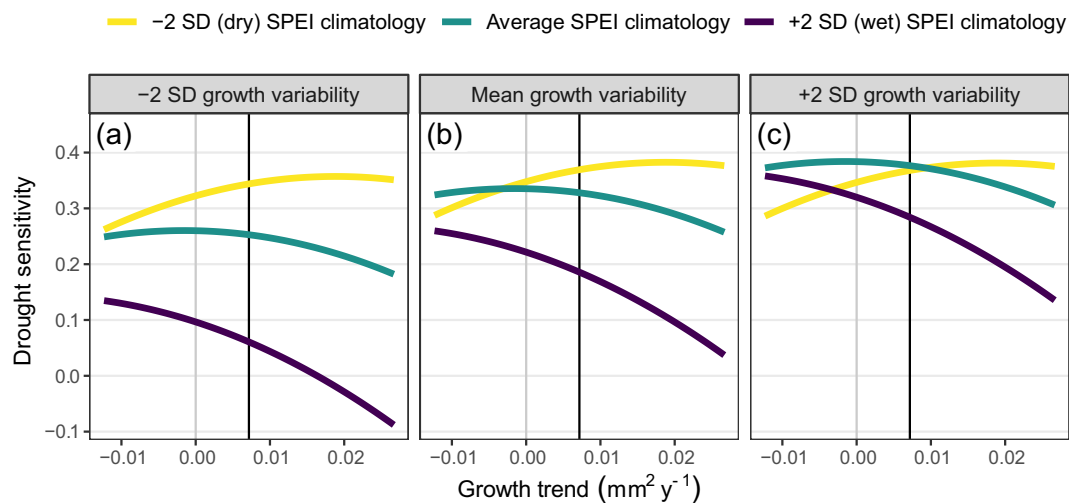 −2 SD (dry) SPEI climatology Average SPEI climatology +2 SD (wet) SPEI climatology
−2 SD growth variability Mean growth variability +2 SD growth variability
(a) (b) (c)
0.4
0.3
0.2
0.1
0.0
−0.1
Drought sensitivity
−0.01 0.00 0.01 0.02 −0.01 0.00 0.01 0.02 −0.01 0.00 0.01 0.02
Growth trend (mm² y⁻¹)